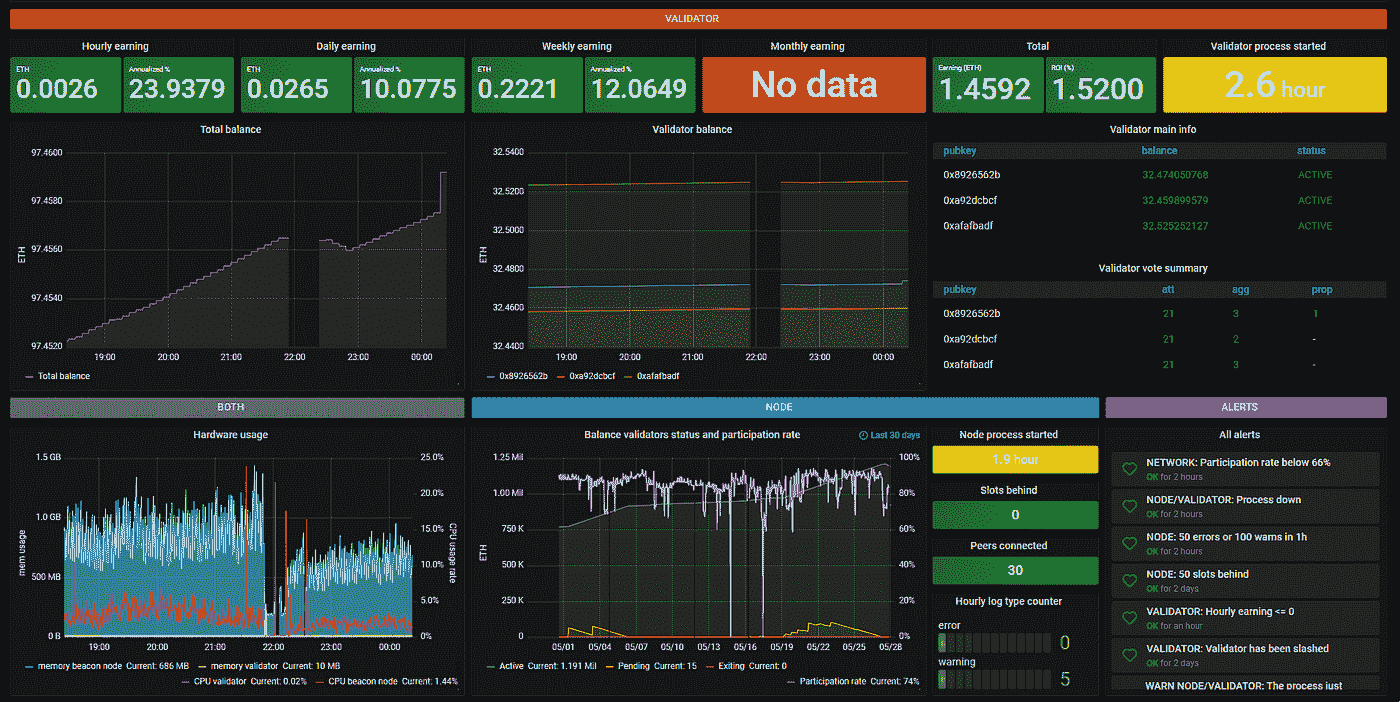 VALIDATOR
Hourly earning
ETH
0.0026
Annualized %
23.9379
Daily earning
ETH
0.0265
Annualized %
10.0775
Weekly earning
ETH
0.2221
Annualized %
12.0649
Monthly earning
No data
Total
Earning (ETH)
1.4592
ROI (%)
1.5200
Validator process started
2.6 hour
Total balance
97.4600
97.4580
97.4560
97.4540
97.4520
ETH
19:00 20:00 21:00 22:00 23:00 00:00
Total balance
Validator balance
32.5400
32.5200
32.5000
32.4800
32.4600
32.4400
ETH
19:00 20:00 21:00 22:00 23:00 00:00
0x8926562b 0xa92dcbcf 0xafafbadf
Validator main info
pubkey balance status
0x8926562b 32.474050768 ACTIVE
0xa92dcbcf 32.459899579 ACTIVE
0xafafbadf 32.525252127 ACTIVE
Validator vote summary
pubkey att agg prop
0x8926562b 21 3 1
0xa92dcbcf 21 2 -
0xafafbadf 21 3 -
BOTH
Hardware usage
1.5 GB
1.0 GB
500 MB
0 B
mem usage
25.0%
20.0%
15.0%
10.0%
5.0%
0%
CPU usage rate
19:00 20:00 21:00 22:00 23:00 00:00
memory beacon node Current: 686 MB memory validator Current: 10 MB
CPU validator Current: 0.02% CPU beacon node Current: 1.44%
NODE
Balance validators status and participation rate
Last 30 days
1.25 Mil
1.00 Mil
750 K
500 K
250 K
0
ETH
100%
80%
60%
40%
20%
0%
05/01 05/04 05/07 05/10 05/13 05/16 05/19 05/22 05/25 05/28
Active Current: 1.191 Mil Pending Current: 15 Exiting Current: 0
Participation rate Current: 74%
Node process started
1.9 hour
Slots behind
0
Peers connected
30
Hourly log type counter
error
0
warning
5
ALERTS
All alerts
NETWORK: Participation rate below 66%
OK for 2 hours
NODE/VALIDATOR: Process down
OK for 2 hours
NODE: 50 errors or 100 warns in 1h
OK for 2 hours
NODE: 50 slots behind
OK for 2 days
VALIDATOR: Hourly earning <= 0
OK for an hour
VALIDATOR: Validator has been slashed
OK for 2 days
WARN NODE/VALIDATOR: The process just